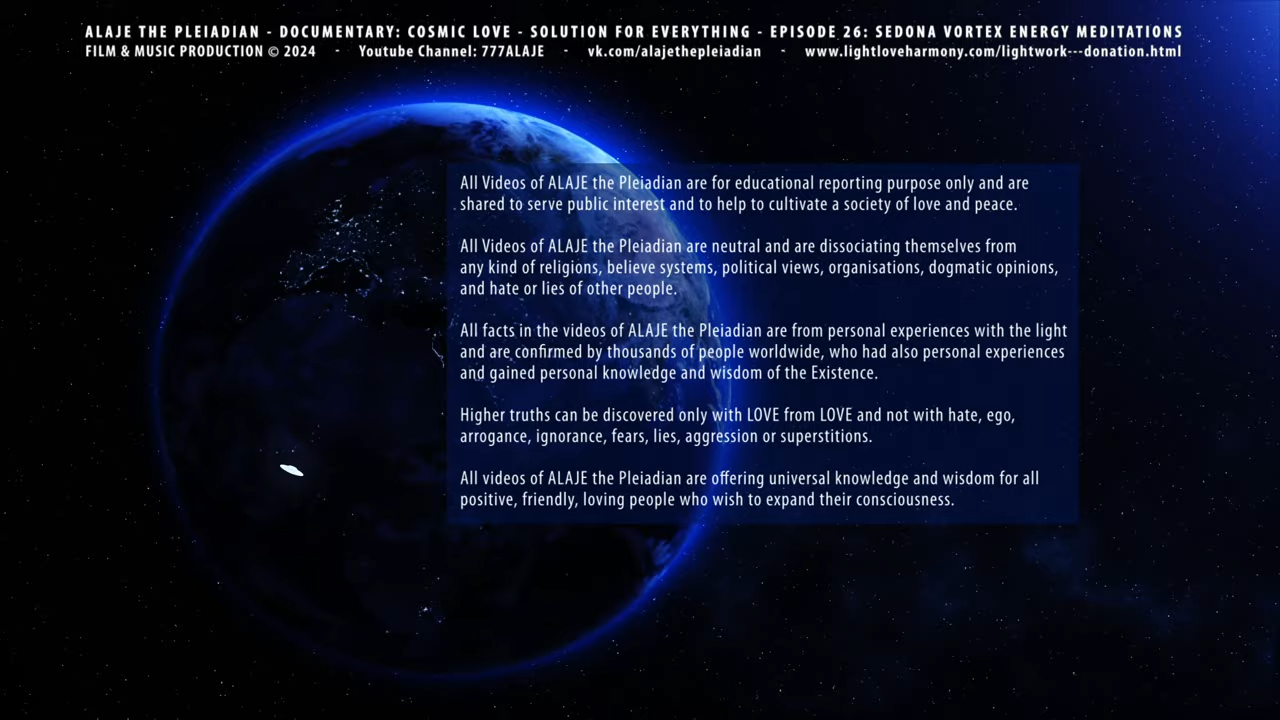 ALAJE THE PLEIADIAN - DOCUMENTARY: COSMIC LOVE - SOLUTION FOR EVERYTHING - EPISODE 26: SEDONA VORTEX ENERGY MEDITATIONS
FILM & MUSIC PRODUCTION © 2024 - Youtube Channel: 777ALAJE - vk.com/alajethepleiadian - www.lightloveharmony.com/lightwork---donation.html
All Videos of ALAJE the Pleiadian are for educational reporting purpose only and are
shared to serve public interest and to help to cultivate a society of love and peace.
All Videos of ALAJE the Pleiadian are neutral and are dissociating themselves from
any kind of religions, believe systems, political views, organisations, dogmatic opinions,
and hate or lies of other people.
All facts in the videos of ALAJE the Pleiadian are from personal experiences with the light
and are confirmed by thousands of people worldwide, who had also personal experiences
and gained personal knowledge and wisdom of the Existence.
Higher truths can be discovered only with LOVE from LOVE and not with hate, ego,
arrogance, ignorance, fears, lies, aggression or superstitions.
All videos of ALAJE the Pleiadian are offering universal knowledge and wisdom for all
positive, friendly, loving people who wish to expand their consciousness.